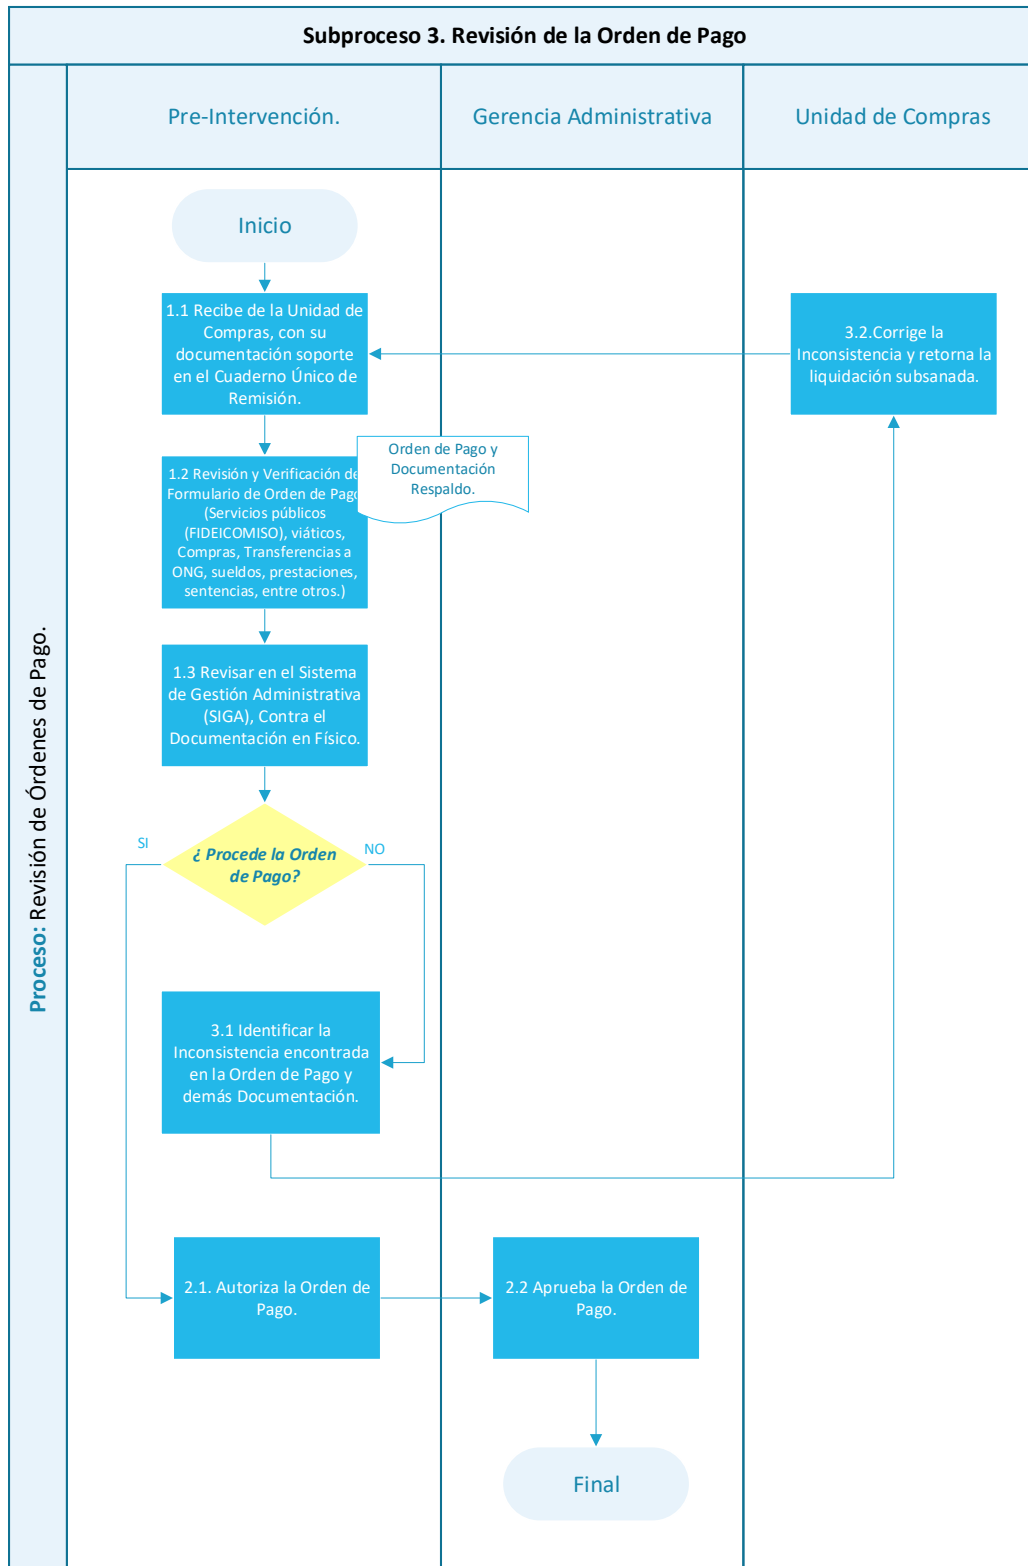 Subproceso 3. Revisión de la Orden de Pago
Proceso: Revisión de Órdenes de Pago.
Pre-Intervención.
Gerencia Administrativa
Unidad de Compras
Inicio
1.1 Recibe de la Unidad de
Compras, con su
documentación soporte
en el Cuaderno Único de
Remisión.
3.2.Corrige la
Inconsistencia y retorna la
liquidación subsanada.
Orden de Pago y
Documentación
Respaldo.
1.2 Revisión y Verificación de
Formulario de Orden de Pago
(Servicios públicos
(FIDEICOMISO), viáticos,
Compras, Transferencias a
ONG, sueldos, prestaciones,
sentencias, entre otros.)
1.3 Revisar en el Sistema
de Gestión Administrativa
(SIGA), Contra el
Documentación en Físico.
SI
¿ Procede la Orden
de Pago?
NO
3.1 Identificar la
Inconsistencia encontrada
en la Orden de Pago y
demás Documentación.
2.1. Autoriza la Orden de
Pago.
2.2 Aprueba la Orden de
Pago.
Final